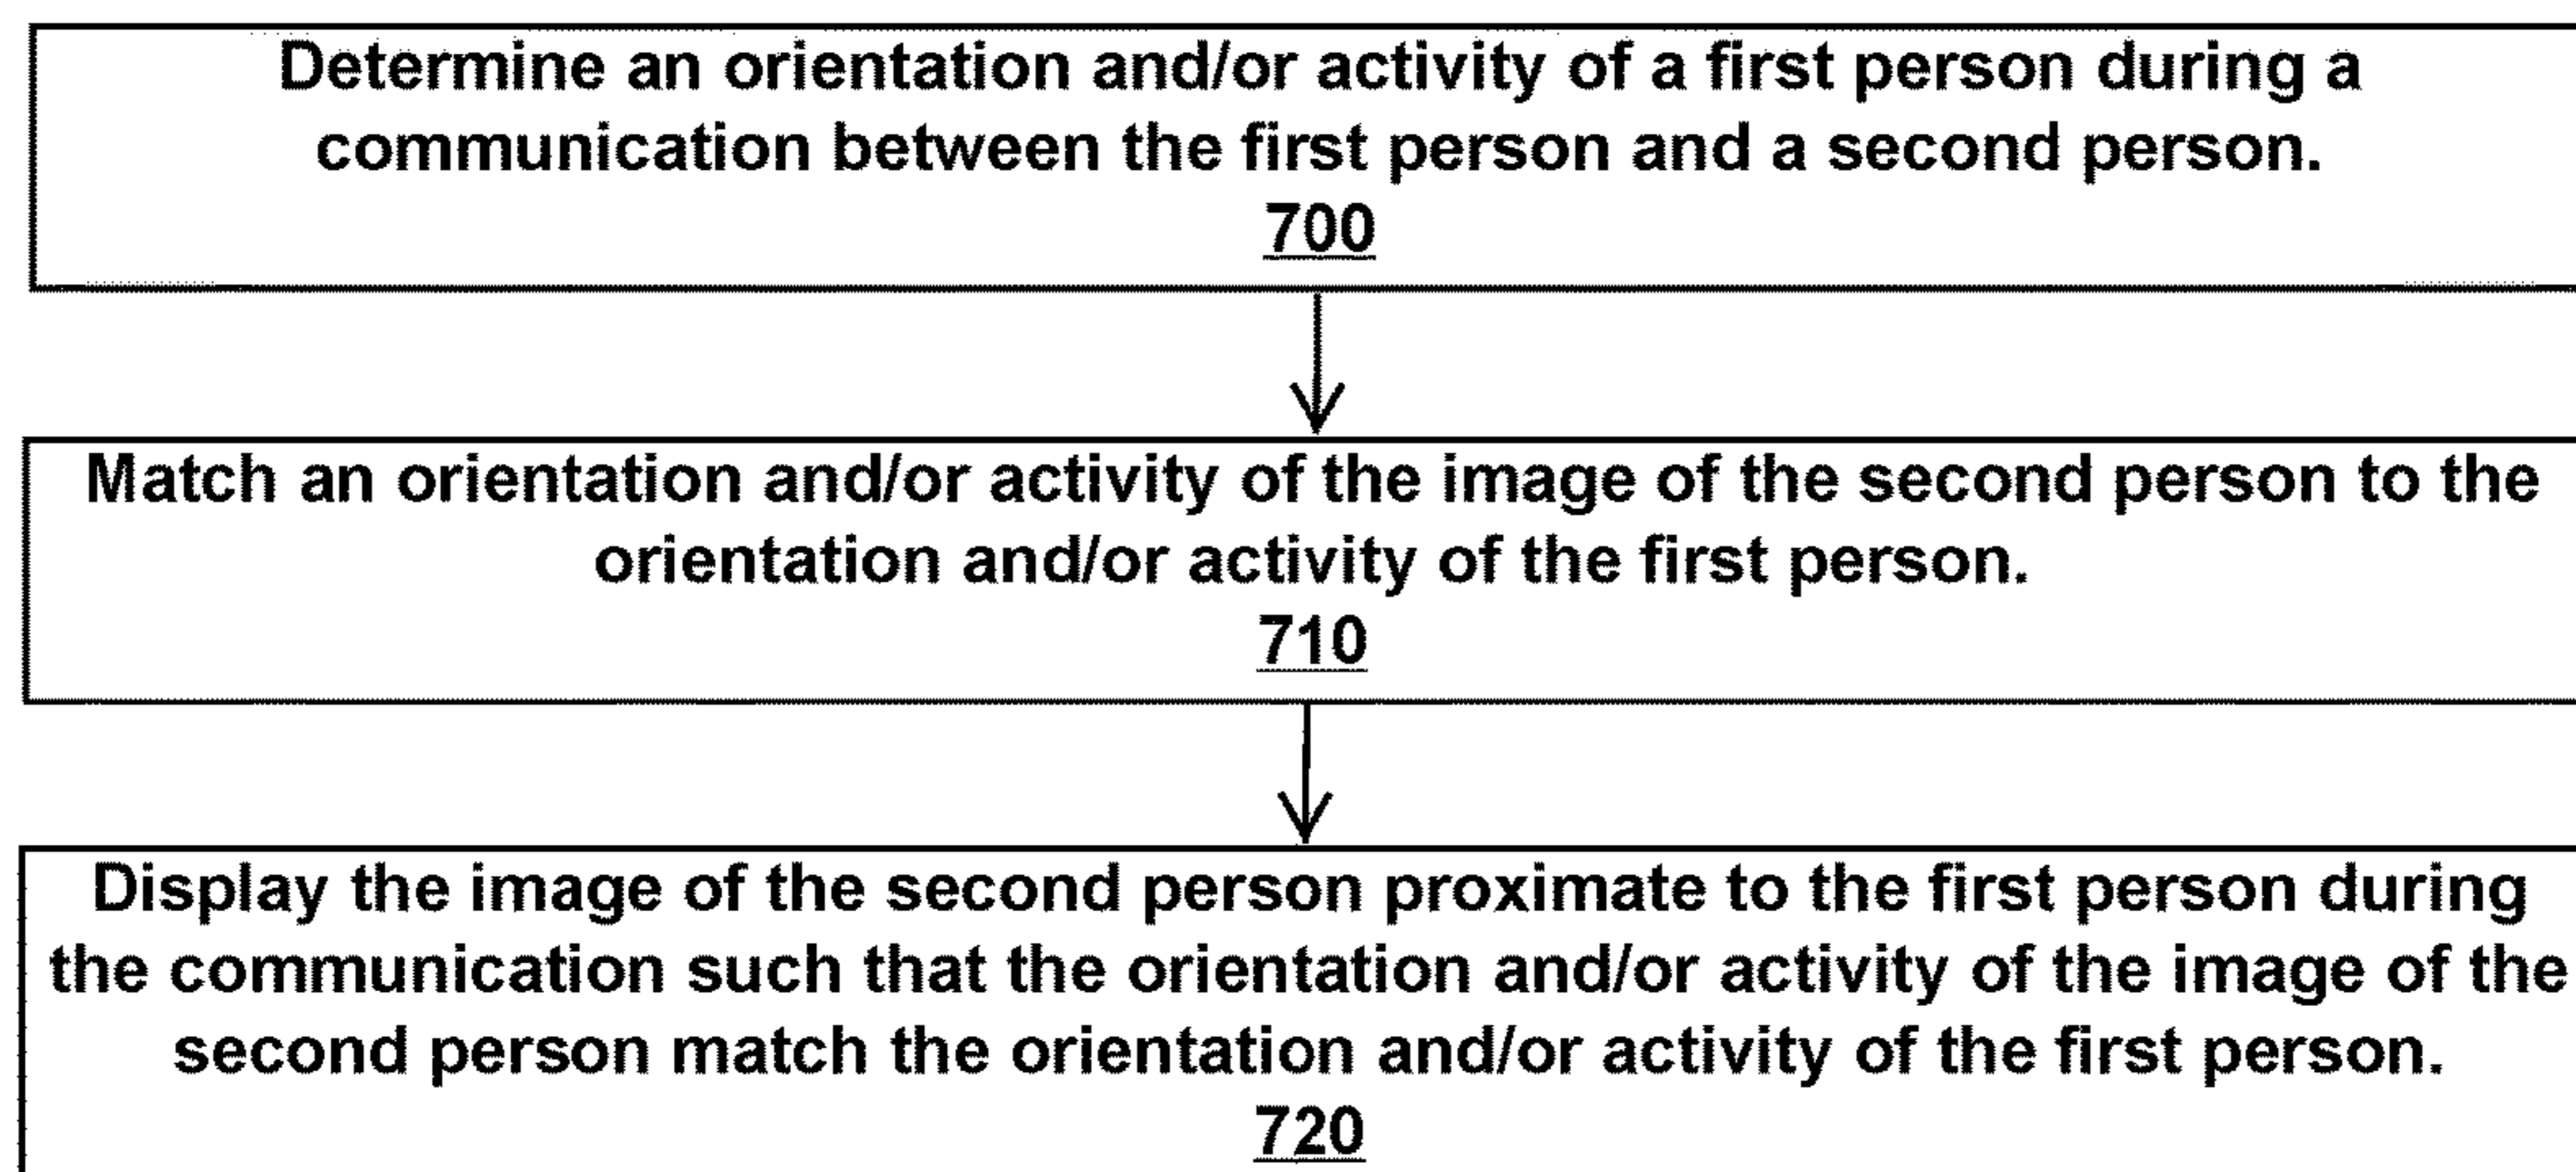 Determine an orientation and/or activity of a first person during a
communication between the first person and a second person.
700
Match an orientation and/or activity of the image of the second person to the
orientation and/or activity of the first person.
710
Display the image of the second person proximate to the first person during
the communication such that the orientation and/or activity of the image of the
second person match the orientation and/or activity of the first person.
720